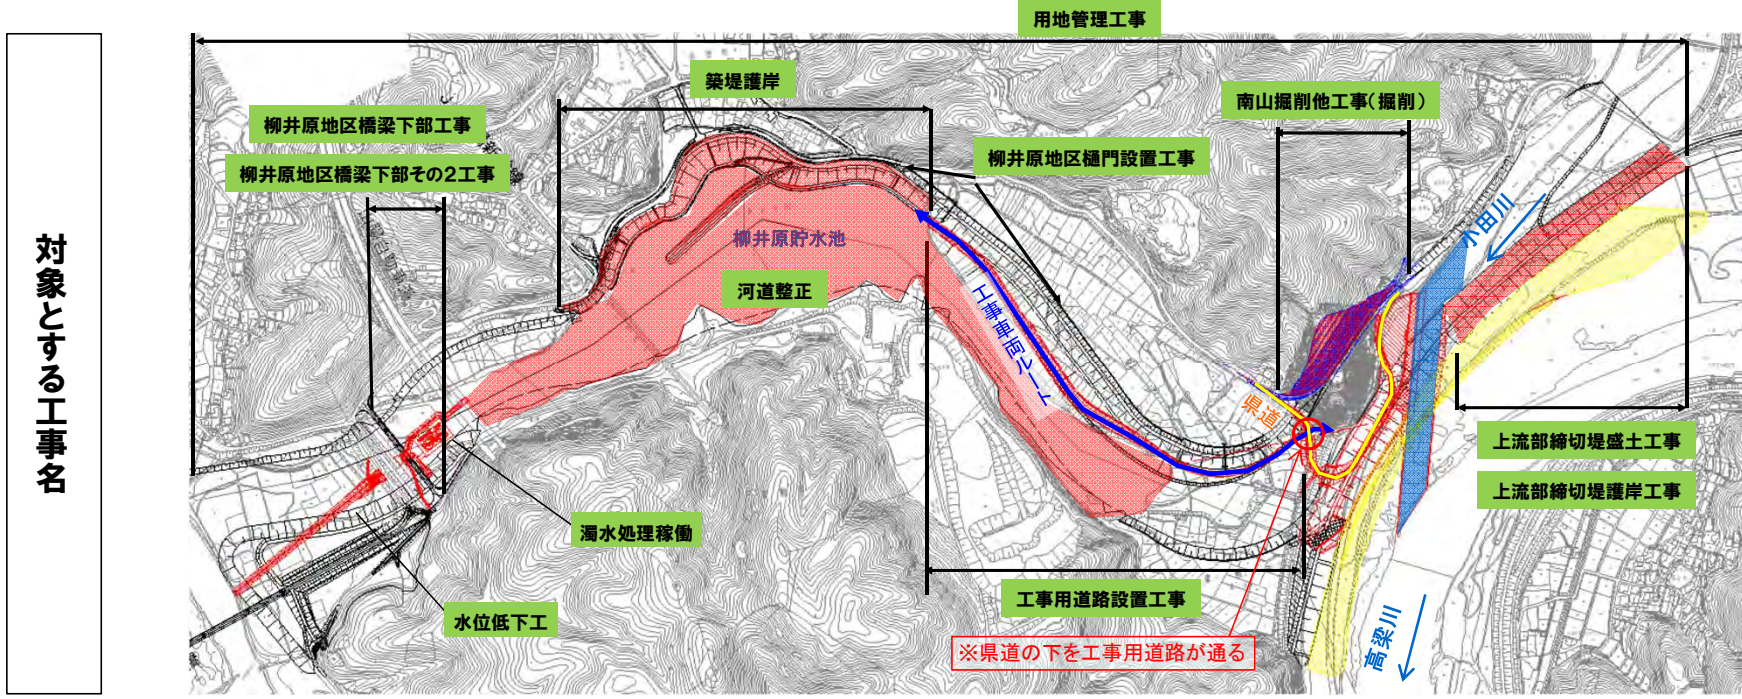 用地管理工事
対象とする工事名
築堤護岸
南山掘削他工事(掘削)
柳井原地区橋梁下部工事
柳井原地区橋梁下部その2工事
柳井原地区樋門設置工事
小田川
柳井原貯水池
河道整正
工事車両ルート
県道
上流部締切堤盛土工事
上流部締切堤護岸工事
濁水処理稼働
工事用道路設置工事
水位低下工
※県道の下を工事用道路が通る
高梁川